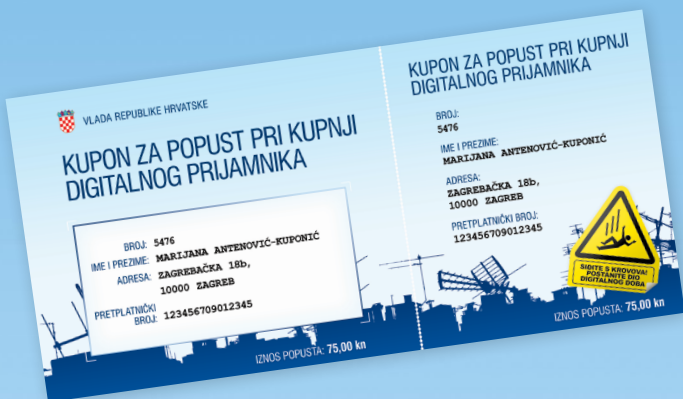 VLADA REPUBLIKE HRVATSKE
KUPON ZA POPUST PRI KUPNJI
DIGITALNOG PRIJAMNIKA
BROJ: 5476
IME I PREZIME: MARIJANA ANTENOVIĆ-KUPONIĆ
ADRESA: ZAGREBAČKA 18b,
10000 ZAGREB
PRETPLATNIČKI
BROJ: 123456709012345
IZNOS POPUSTA: 75,00 kn
KUPON ZA POPUST PRI KUPNJI
DIGITALNOG PRIJAMNIKA
BROJ:
5476
IME I PREZIME:
MARIJANA ANTENOVIĆ-KUPONIĆ
ADRESA:
ZAGREBAČKA 18b,
10000 ZAGREB
PRETPLATNIČKI BROJ:
123456709012345
SIĐITE S KROVOVA!
POSTANITE DIO
DIGITALNOG DOBA
IZNOS POPUSTA: 75,00 kn